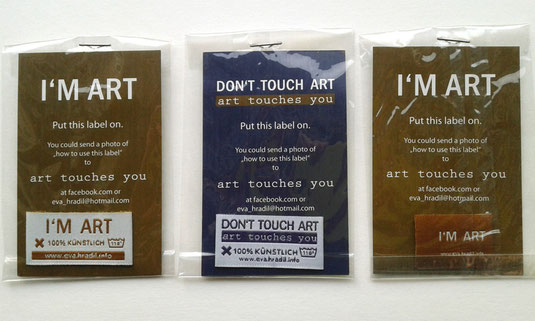 I'M ART
Put this label on.
You could send a photo of
„how to use this label"
to
art touches you
at facebook.com or
eva_hradil@hotmail.com
I'M ART
100% KÜNSTLICH
www.eva.hradil.info
DON'T TOUCH ART
art touches you
Put this label on.
You could send a photo of
„how to use this label"
to
art touches you
at facebook.com or
eva_hradil@hotmail.com
DON'T TOUCH ART
art touches you
100% KÜNSTLICH
www.eva.hradil.info
I'M ART
Put this label on.
You could send a photo of
„how to use this label"
to
art touches you
at facebook.com or
eva_hradil@hotmail.com
I'M ART